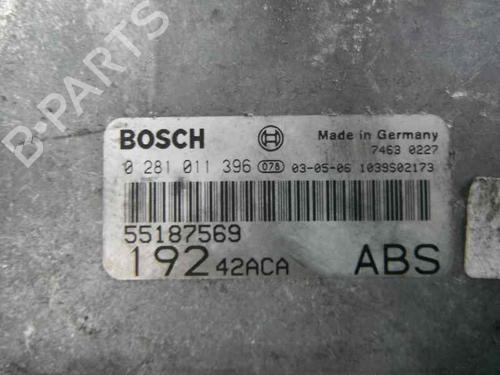 B-PARTS
BOSCH
Made in Germany
7463 0227
0 281 011 396 078 03-05-06 1039S02173
55187569
192 42ACA ABS